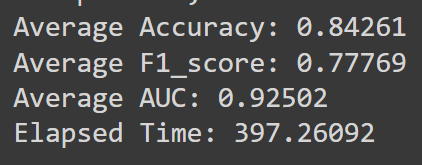 Average Accuracy: 0.84261
Average F1_score: 0.77769
Average AUC: 0.92502
Elapsed Time: 397.26092